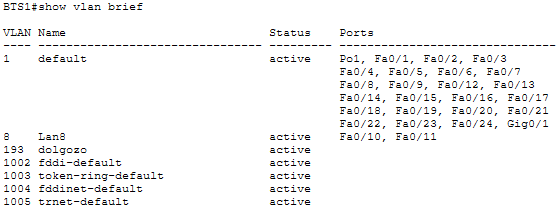 BTS1#show vlan brief
VLAN Name                             Status    Ports
---- -------------------------------- --------- -------------------------------
1    default                          active    Po1, Fa0/1, Fa0/2, Fa0/3
                                                Fa0/4, Fa0/5, Fa0/6, Fa0/7
                                                Fa0/8, Fa0/9, Fa0/12, Fa0/13
                                                Fa0/14, Fa0/15, Fa0/16, Fa0/17
                                                Fa0/18, Fa0/19, Fa0/20, Fa0/21
                                                Fa0/22, Fa0/23, Fa0/24, Gig0/1
8    Lan8                             active    Fa0/10, Fa0/11
193  dolgozo                          active
1002 fddi-default                     active
1003 token-ring-default               active
1004 fddinet-default                  active
1005 trnet-default                    active